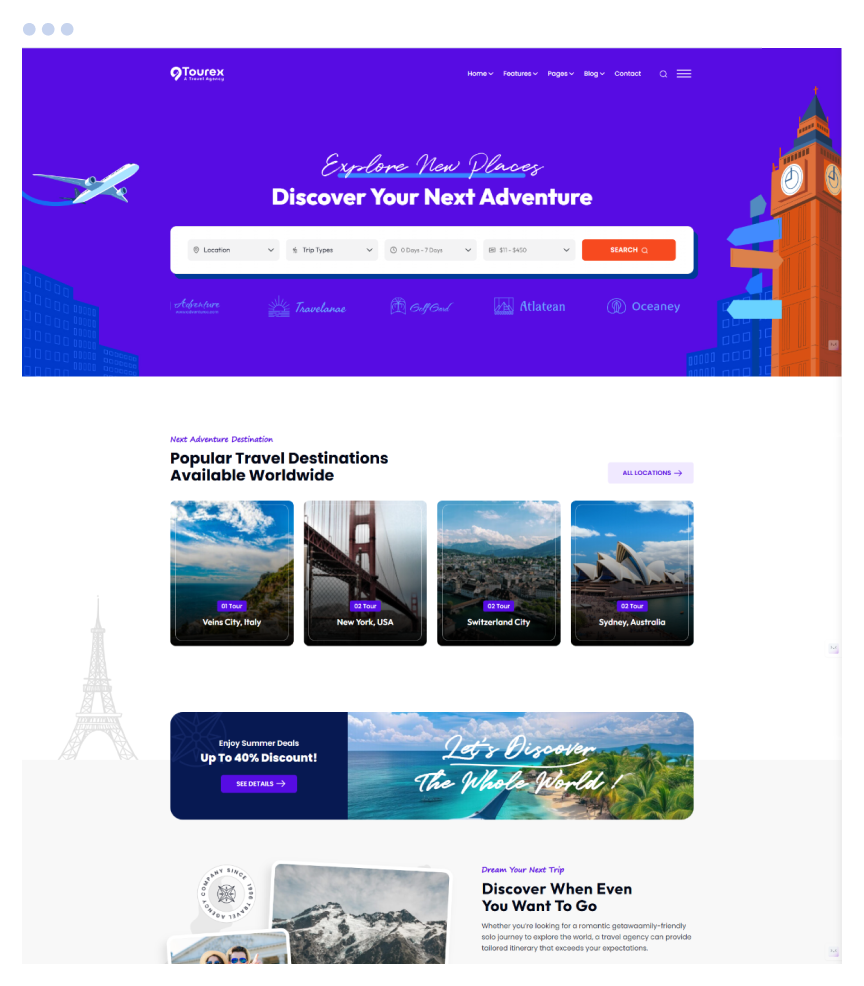 Tourex
A Travel Agency
Home Features Pages Blog Contact
Explore New Places
Discover Your Next Adventure
Location Trip Types 0 Days - 7 Days $11 - $450 SEARCH
Adventure Travelanae GolfGord Atlatean Oceaney
Next Adventure Destination
Popular Travel Destinations
Available Worldwide
ALL LOCATIONS →
01 Tour 02 Tour 02 Tour 02 Tour
Veins City, Italy New York, USA Switzerland City Sydney, Australia
Enjoy Summer Deals
Up To 40% Discount!
SEE DETAILS →
Let's Discover
The Whole World !
COMPANY SINCE 1998 TRAVEL AGENCY
Dream Your Next Trip
Discover When Even
You Want To Go
Whether you're looking for a romantic getawaamily-friendly
solo journey to explore the world, a travel agency can provide
tailored itinerary that exceeds your expectations.